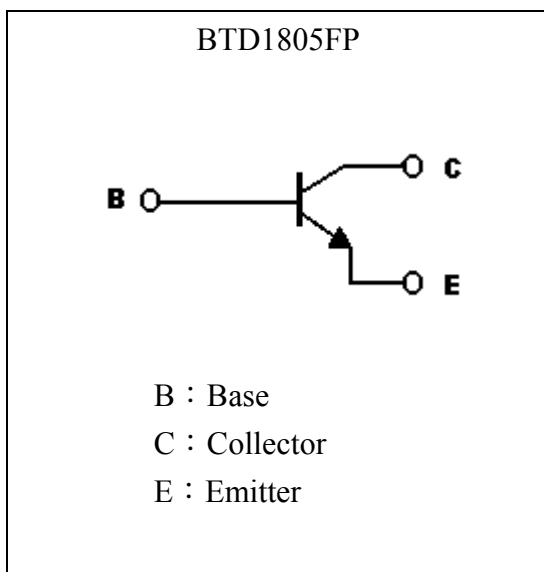 BTD1805FP
C
B
E
B：Base
C：Collector
E：Emitter